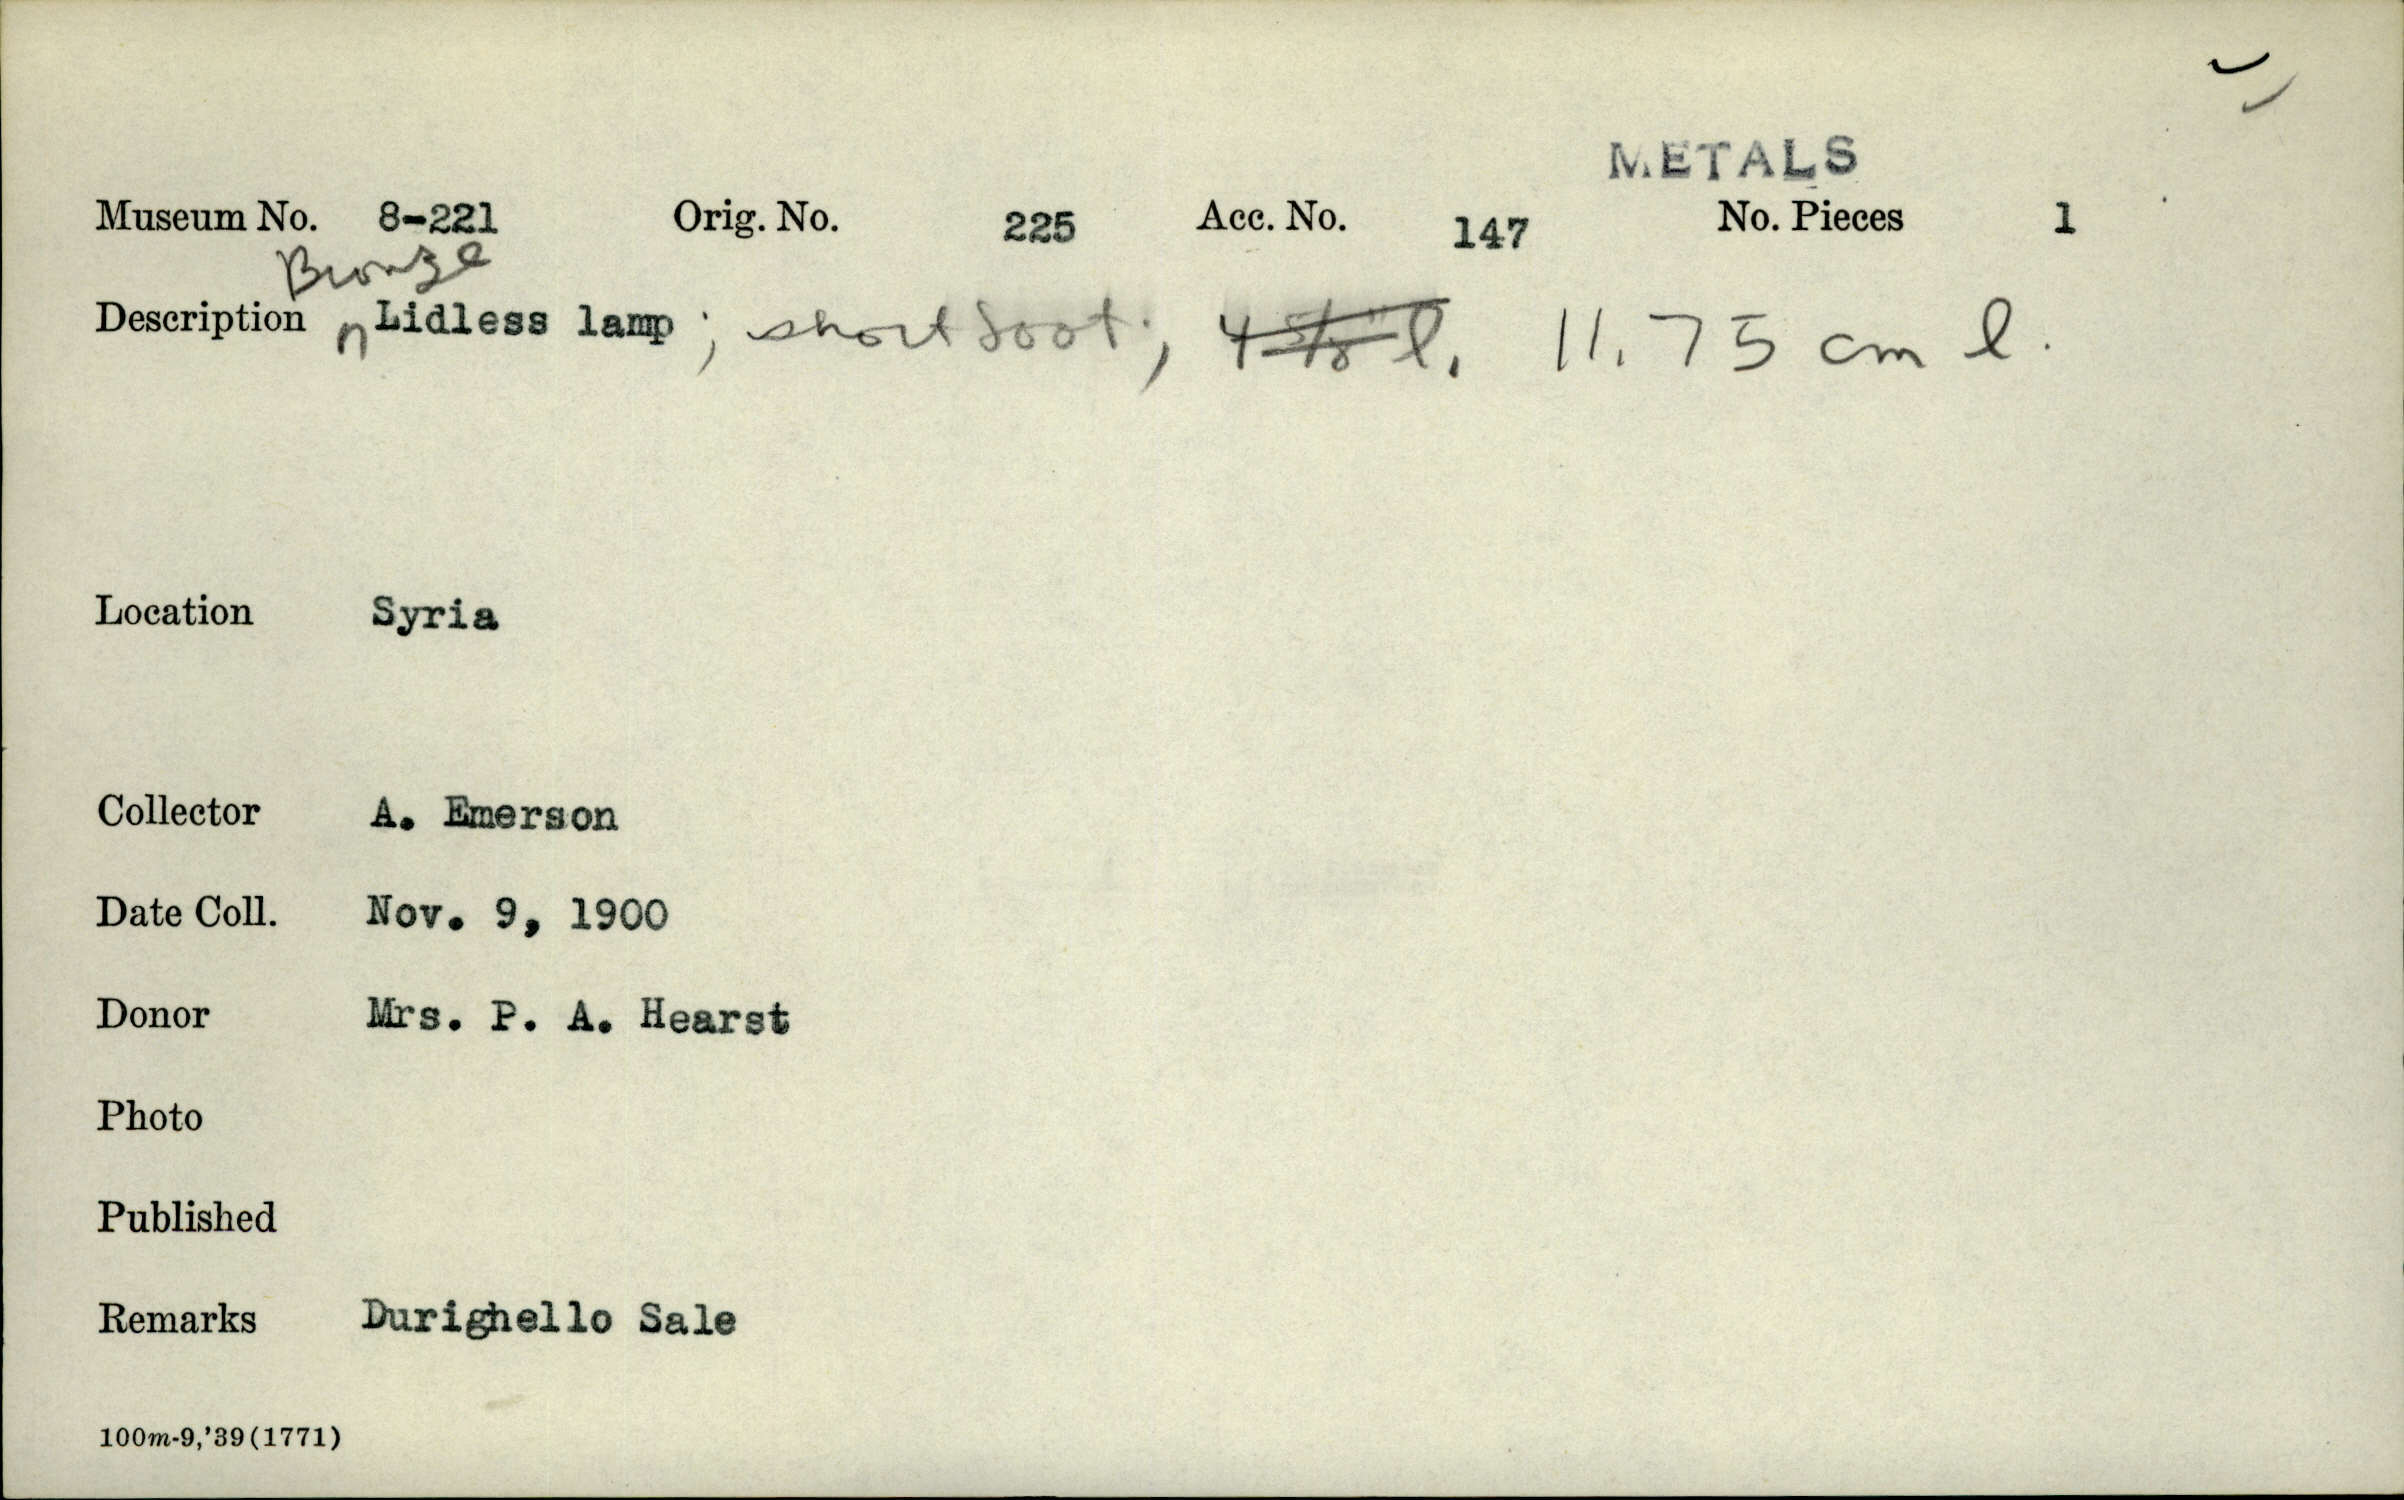 METALS
Museum No. 8-221 Orig. No. 225 Acc. No. 147 No. Pieces 1
Bronze
Description Lidless lamp; short foot; 4 5/8" l. 11.75 cm l.
Location Syria
Collector A. Emerson
Date Coll. Nov. 9, 1900
Donor Mrs. P. A. Hearst
Photo
Published
Remarks Durighello Sale
100m-9,'39(1771)